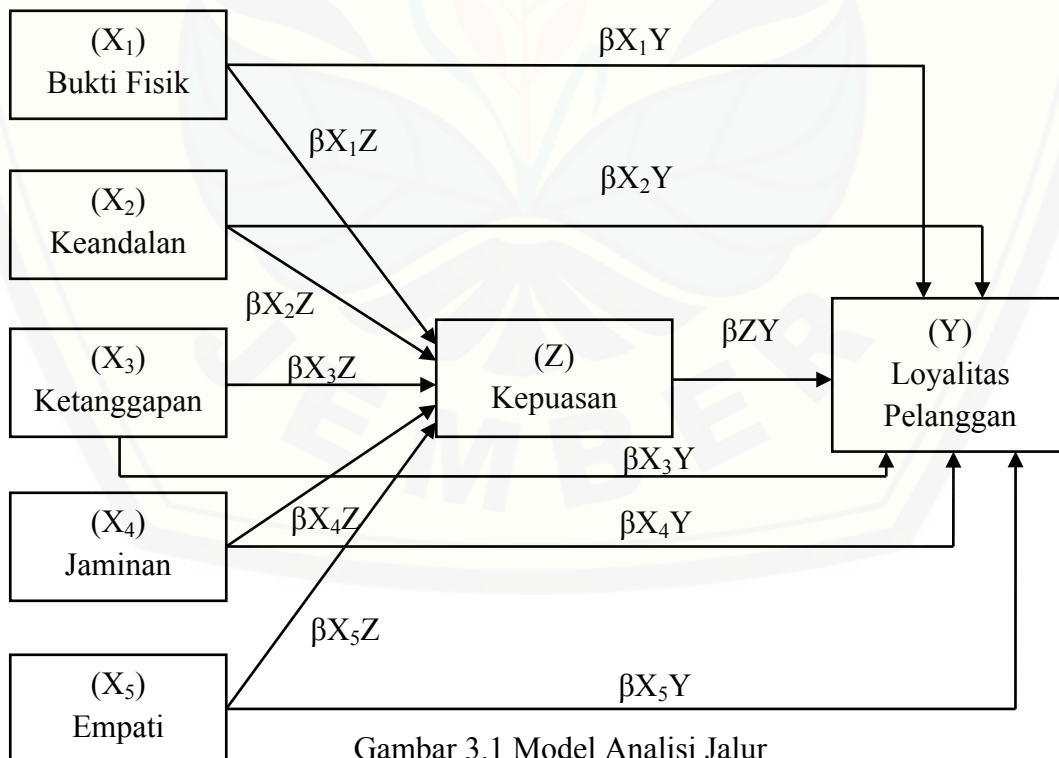 (X₁)
Bukti Fisik
βX₁Y
βX₁Z
(X₂)
Keandalan
βX₂Y
βX₂Z
(X₃)
Ketanggapan
βX₃Z
(Z)
Kepuasan
βZY
(Y)
Loyalitas
Pelanggan
βX₃Y
(X₄)
Jaminan
βX₄Z
βX₄Y
βX₅Z
(X₅)
Empati
βX₅Y
Gambar 3.1 Model Analisi Jalur
JEMBER